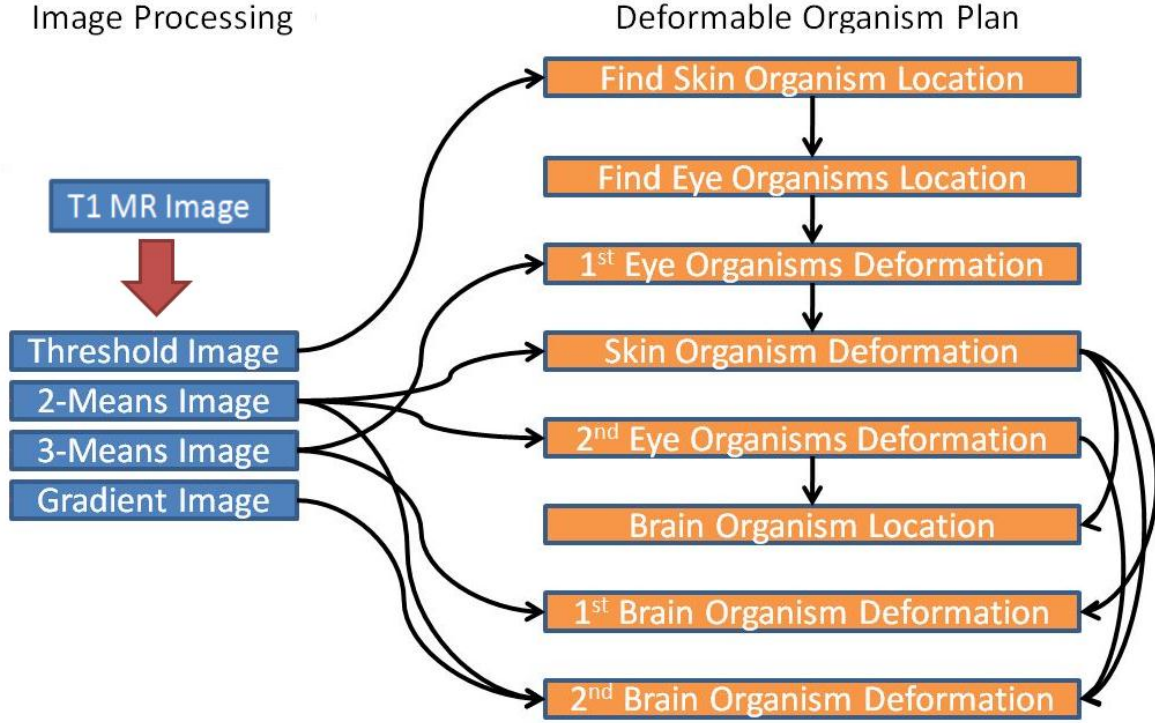 Image Processing
Deformable Organism Plan
T1 MR Image
Threshold Image
2-Means Image
3-Means Image
Gradient Image
Find Skin Organism Location
Find Eye Organisms Location
1st Eye Organisms Deformation
Skin Organism Deformation
2nd Eye Organisms Deformation
Brain Organism Location
1st Brain Organism Deformation
2nd Brain Organism Deformation